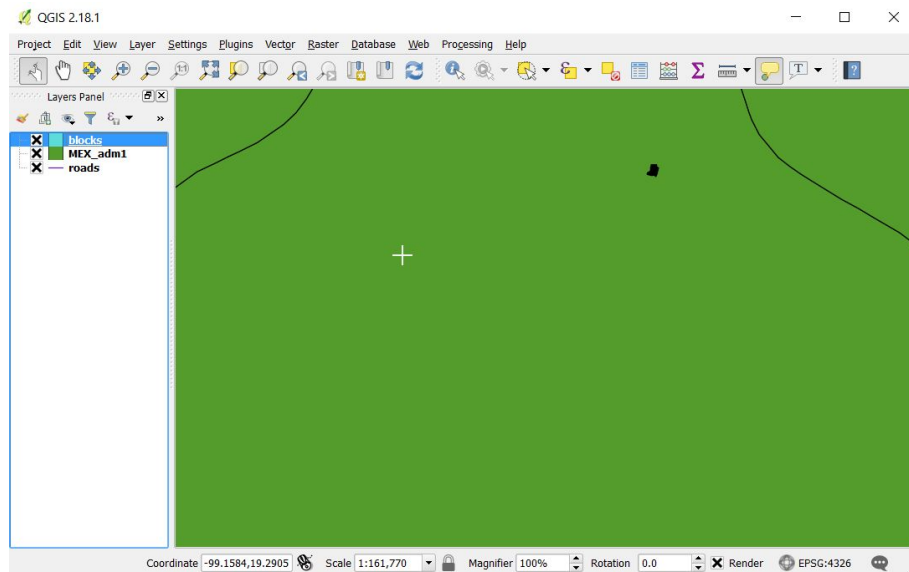 QGIS 2.18.1
Project Edit View Layer Settings Plugins Vector Raster Database Web Processing Help
Layers Panel
blocks
MEX_adm1
roads
Coordinate -99.1584,19.2905 Scale 1:161,770 Magnifier 100% Rotation 0.0 Render EPSG:4326